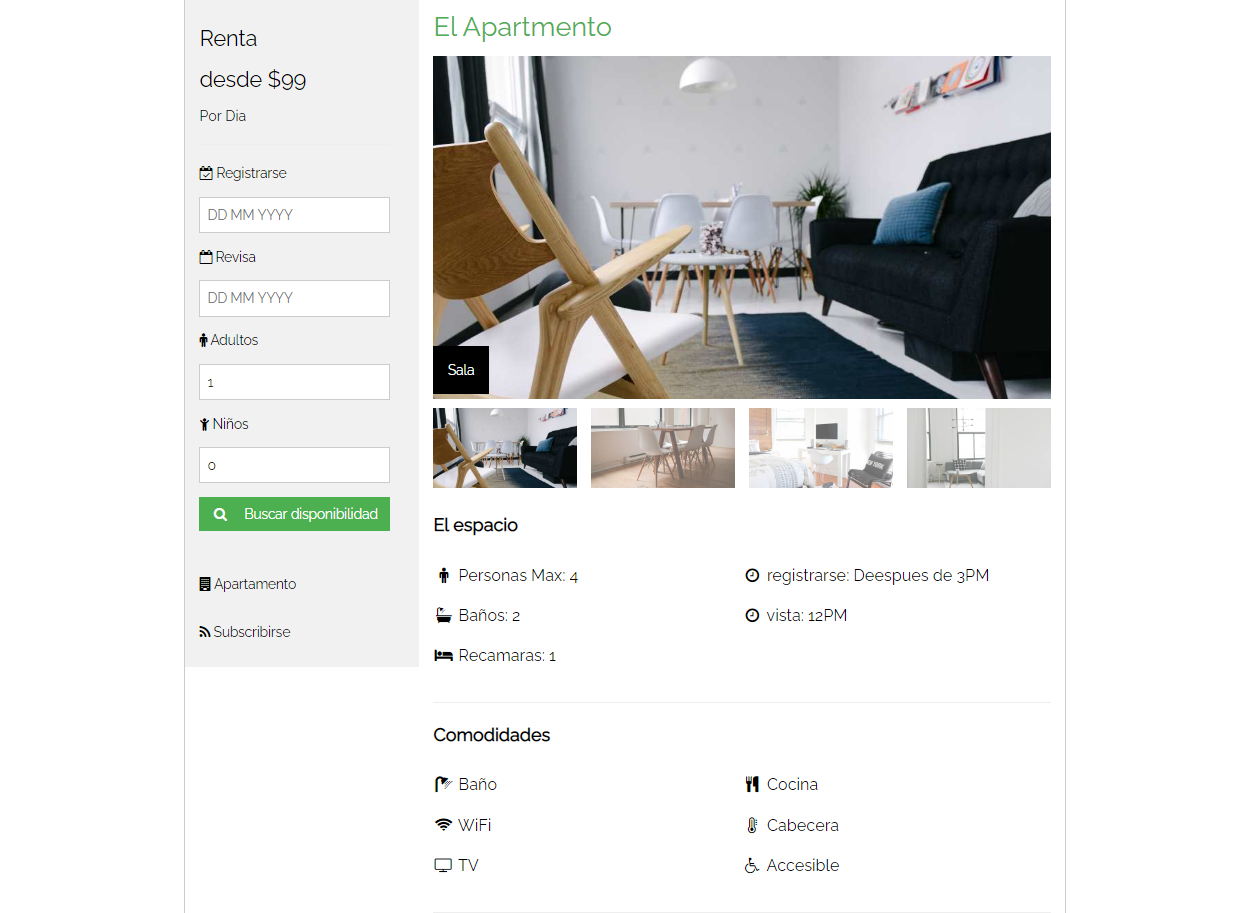 Renta
desde $99
Por Dia
Registrarse
DD MM YYYY
Revisa
DD MM YYYY
Adultos
1
Niños
0
Buscar disponibilidad
Apartamento
Subscribirse
El Apartmento
Sala
El espacio
Personas Max: 4
registrarse: Deespues de 3PM
Baños: 2
vista: 12PM
Recamaras: 1
Comodidades
Baño
Cocina
WiFi
Cabecera
TV
Accesible